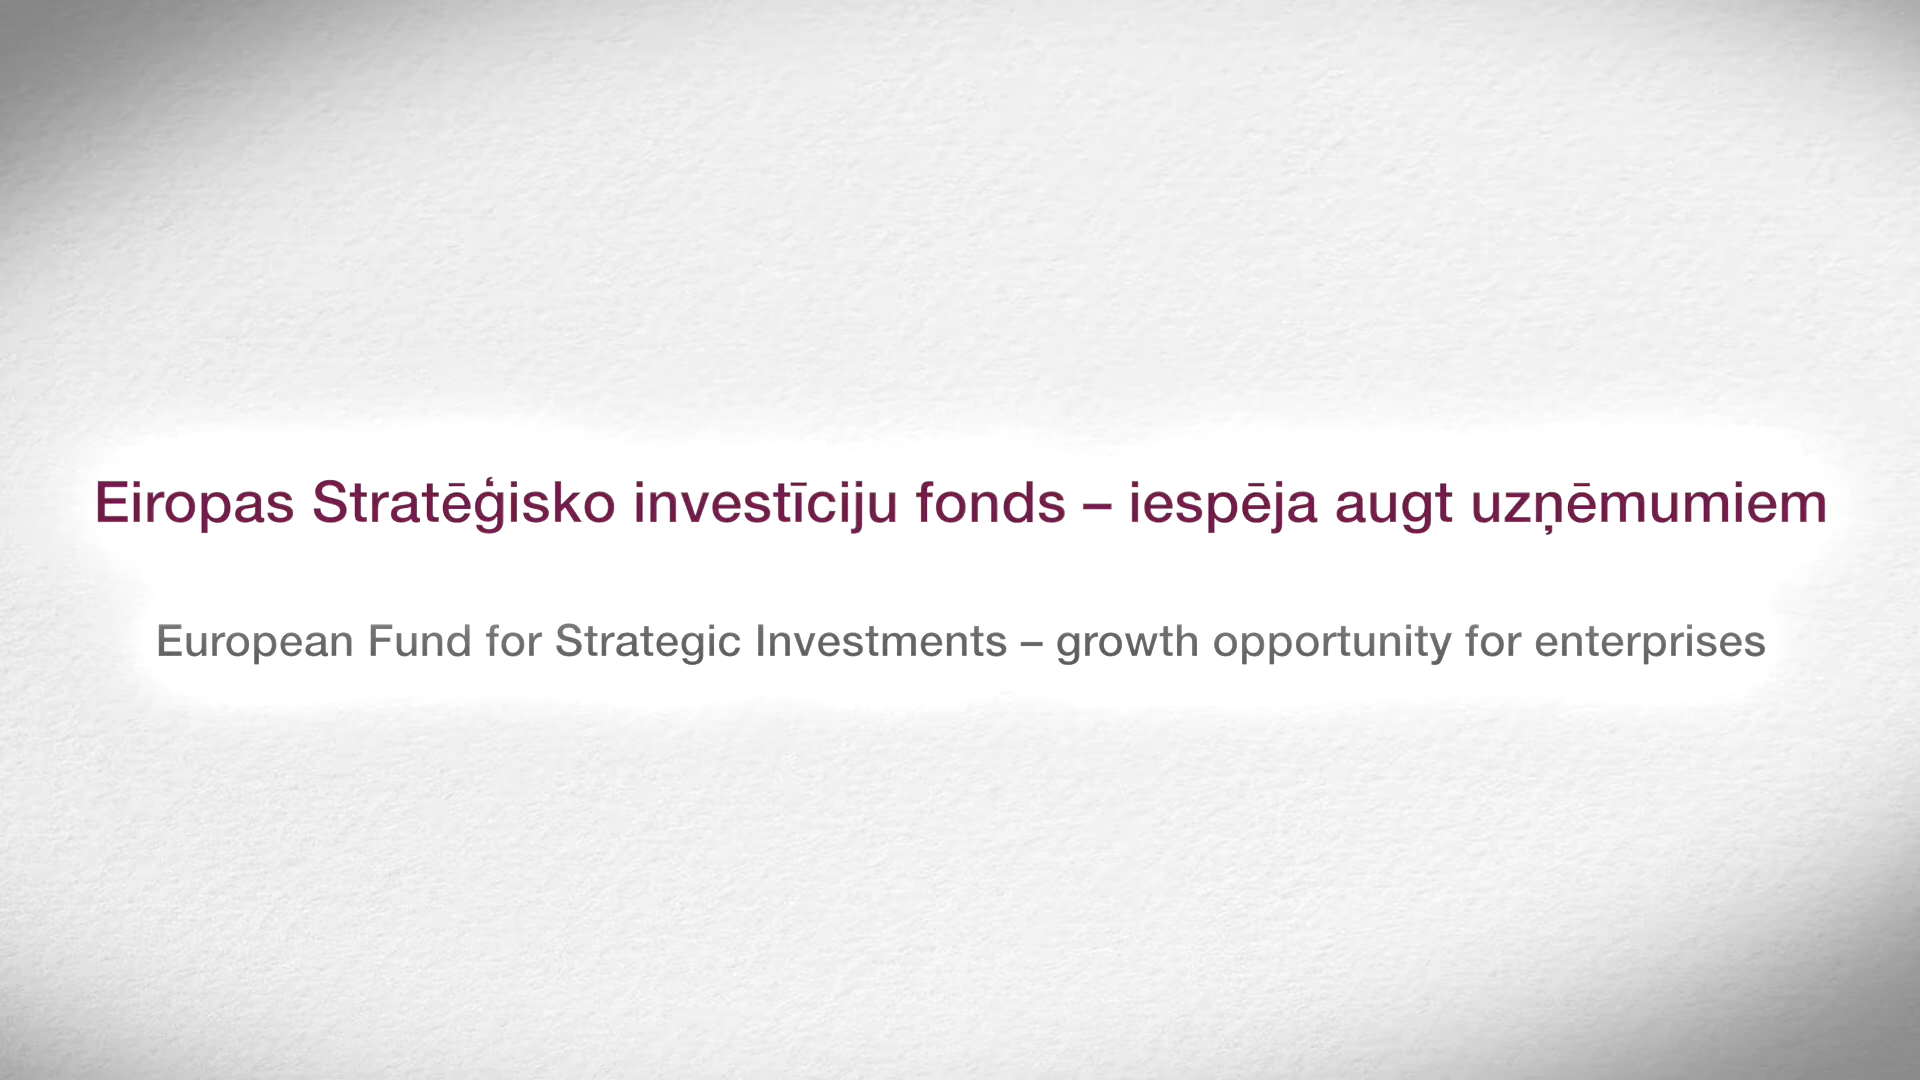 Eiropas Stratēģisko investīciju fonds – iespēja augt uzņēmumiem
European Fund for Strategic Investments – growth opportunity for enterprises